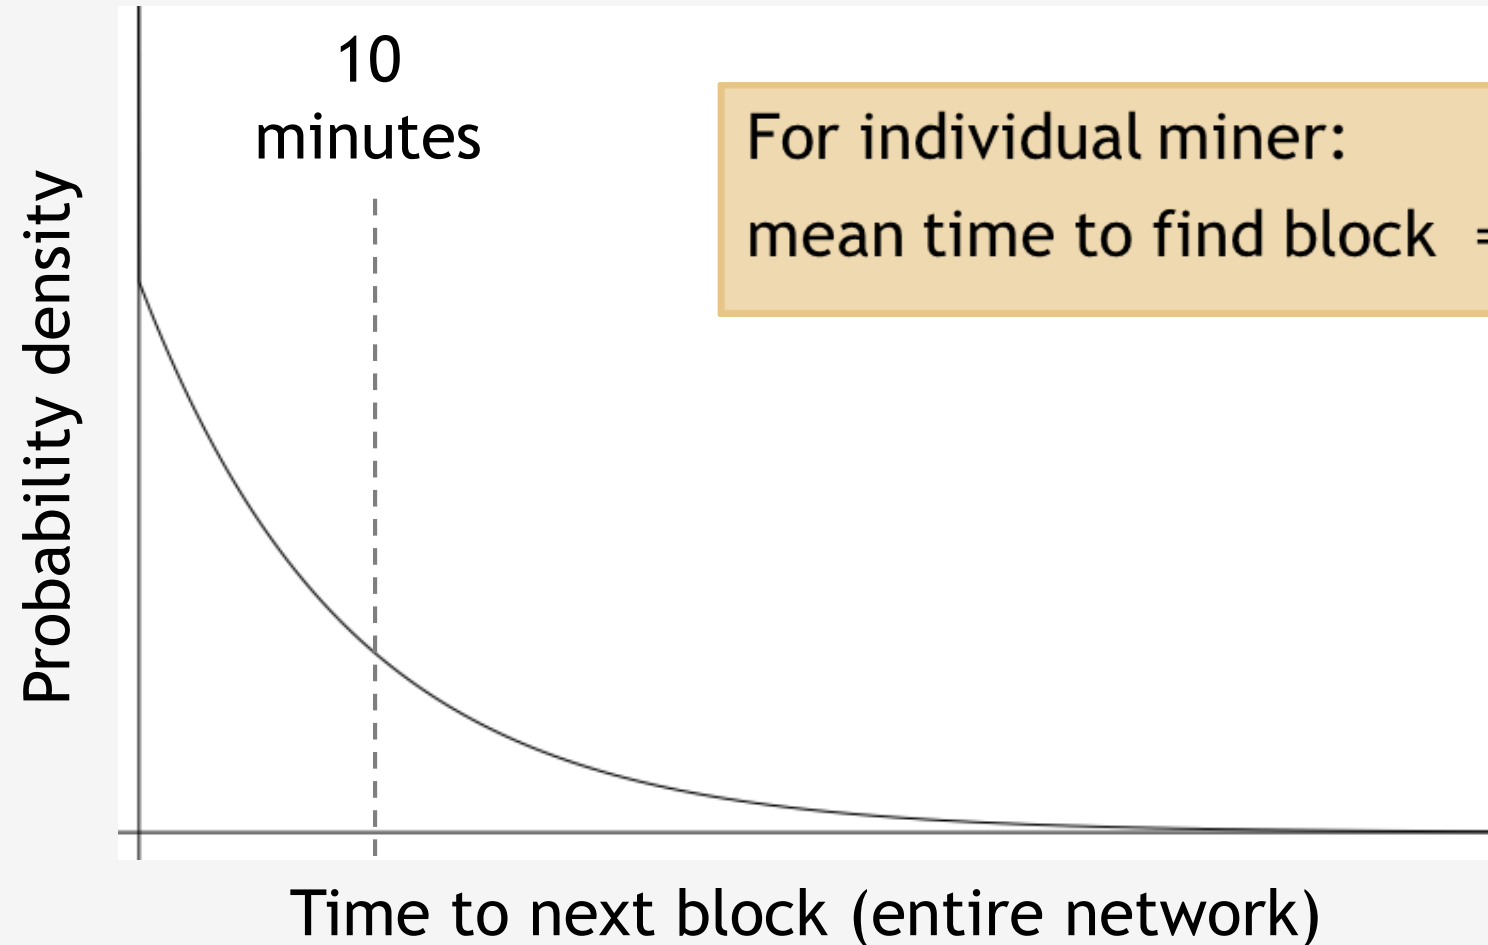 10
minutes
For individual miner:
mean time to find block =
Probability density
Time to next block (entire network)